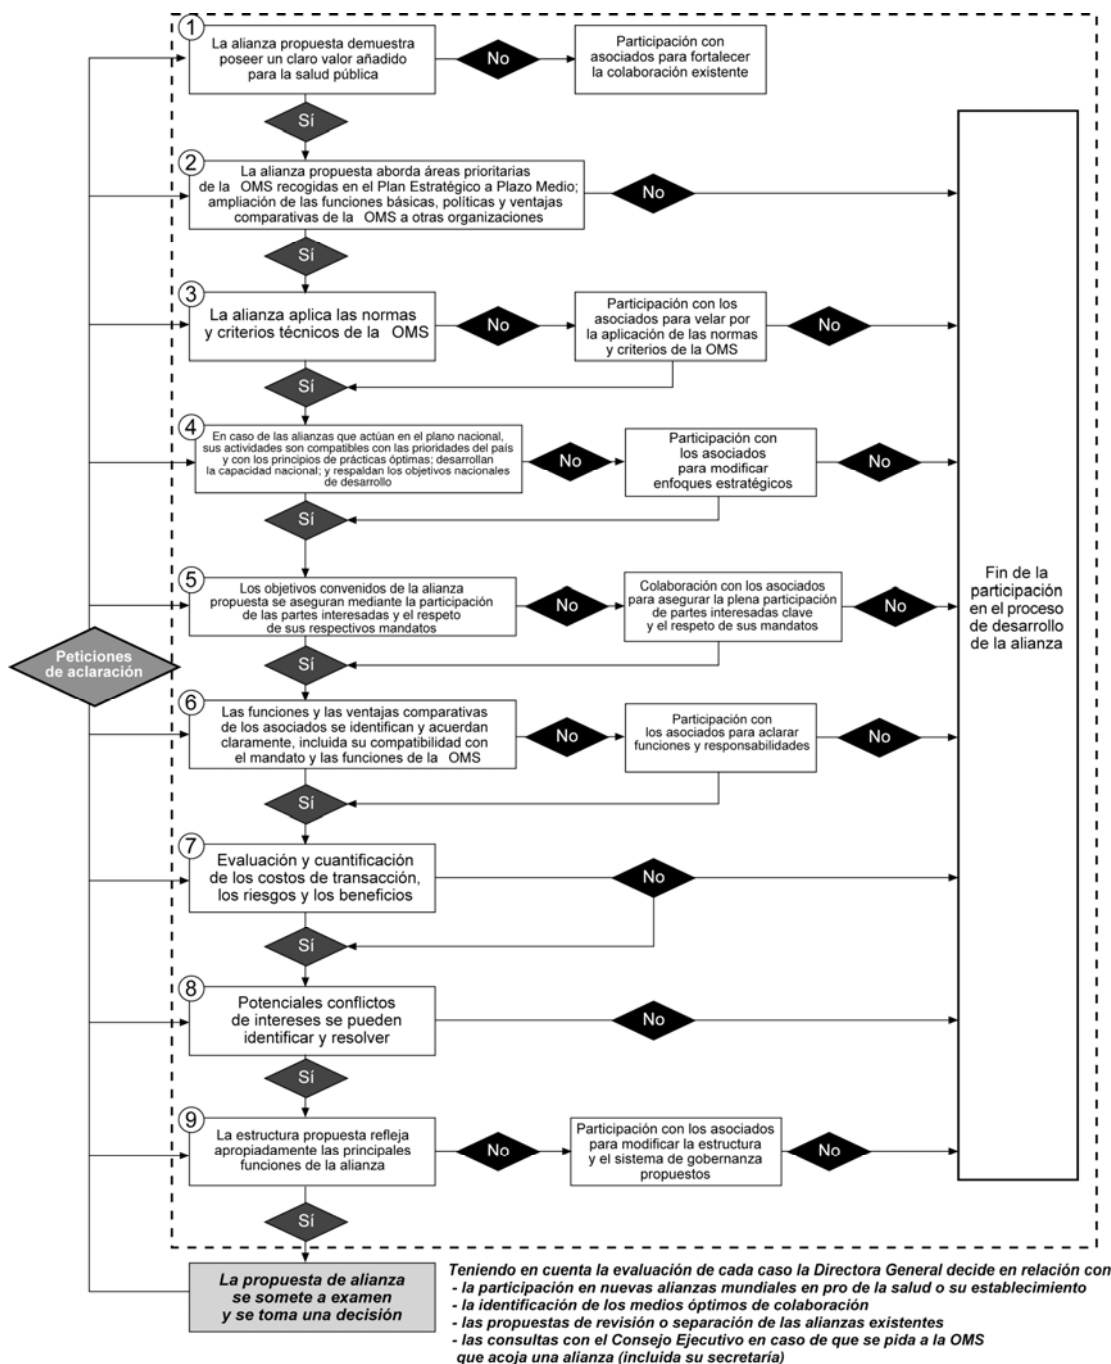 1
La alianza propuesta demuestra
poseer un claro valor añadido
para la salud pública
No
Participación con
asociados para fortalecer
la colaboración existente
Sí
2
La alianza propuesta aborda áreas prioritarias
de la OMS recogidas en el Plan Estratégico a Plazo Medio;
ampliación de las funciones básicas, políticas y ventajas
comparativas de la OMS a otras organizaciones
No
Sí
3
La alianza aplica las normas
y criterios técnicos de la OMS
No
Participación con los
asociados para velar por
la aplicación de las normas
y criterios de la OMS
No
Sí
4
En caso de las alianzas que actúan en el plano nacional,
sus actividades son compatibles con las prioridades del país
y con los principios de prácticas óptimas; desarrollan
la capacidad nacional; y respaldan los objetivos nacionales
de desarrollo
No
Participación con
los asociados
para modificar
enfoques estratégicos
No
Sí
5
Los objetivos convenidos de la alianza
propuesta se aseguran mediante la participación
de las partes interesadas y el respeto
de sus respectivos mandatos
No
Colaboración con los asociados
para asegurar la plena participación
de partes interesadas clave
y el respeto de sus mandatos
No
Fin de la
participación
en el proceso
de desarrollo
de la alianza
Peticiones
de aclaración
Sí
6
Las funciones y las ventajas comparativas
de los asociados se identifican y acuerdan
claramente, incluida su compatibilidad con
el mandato y las funciones de la OMS
No
Participación con
los asociados para aclarar
funciones y responsabilidades
No
Sí
7
Evaluación y cuantificación
de los costos de transacción,
los riesgos y los beneficios
No
Sí
8
Potenciales conflictos
de intereses se pueden
identificar y resolver
No
Sí
9
La estructura propuesta refleja
apropiadamente las principales
funciones de la alianza
No
Participación con los asociados
para modificar la estructura
y el sistema de gobernanza
propuestos
No
Sí
La propuesta de alianza
se somete a examen
y se toma una decisión
Teniendo en cuenta la evaluación de cada caso la Directora General decide en relación con
- la participación en nuevas alianzas mundiales en pro de la salud o su establecimiento
- la identificación de los medios óptimos de colaboración
- las propuestas de revisión o separación de las alianzas existentes
- las consultas con el Consejo Ejecutivo en caso de que se pida a la OMS
que acoja una alianza (incluida su secretaría)